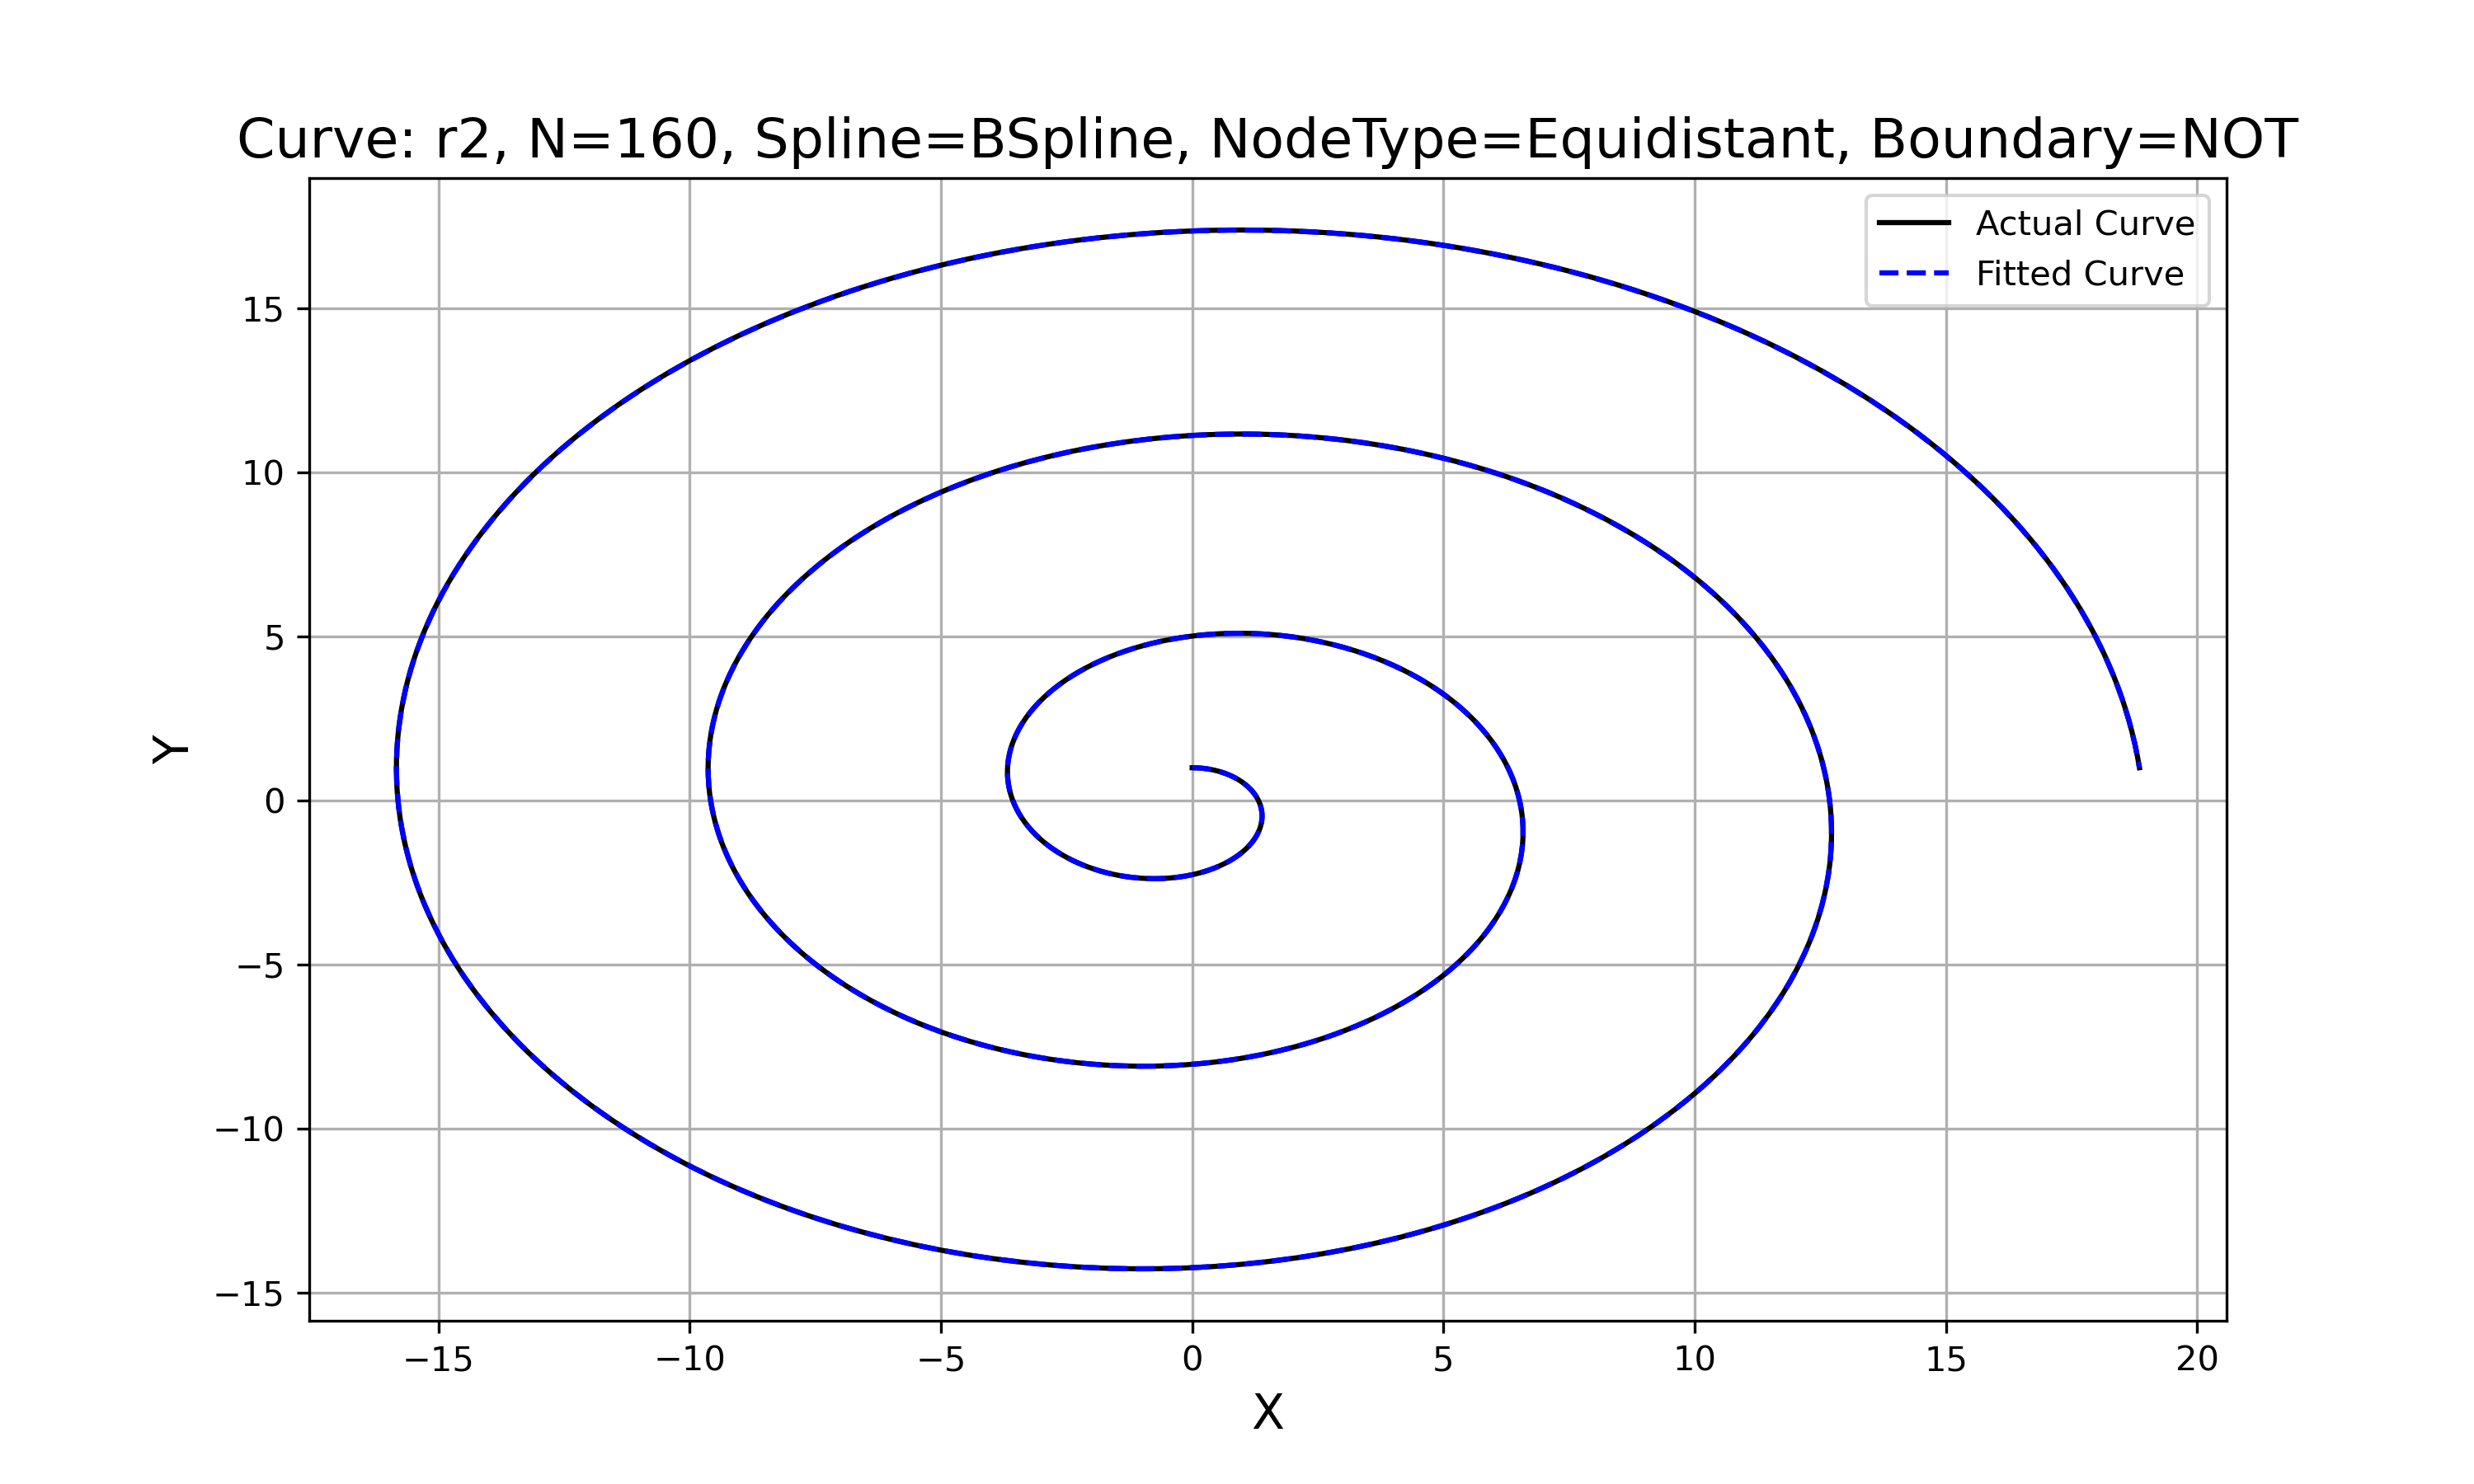 Curve: r2, N=160, Spline=BSpline, NodeType=Equidistant, Boundary=NOT
Actual Curve
Fitted Curve
15
10
5
0
−5
−10
−15
Y
−15 −10 −5 0 5 10 15 20
X